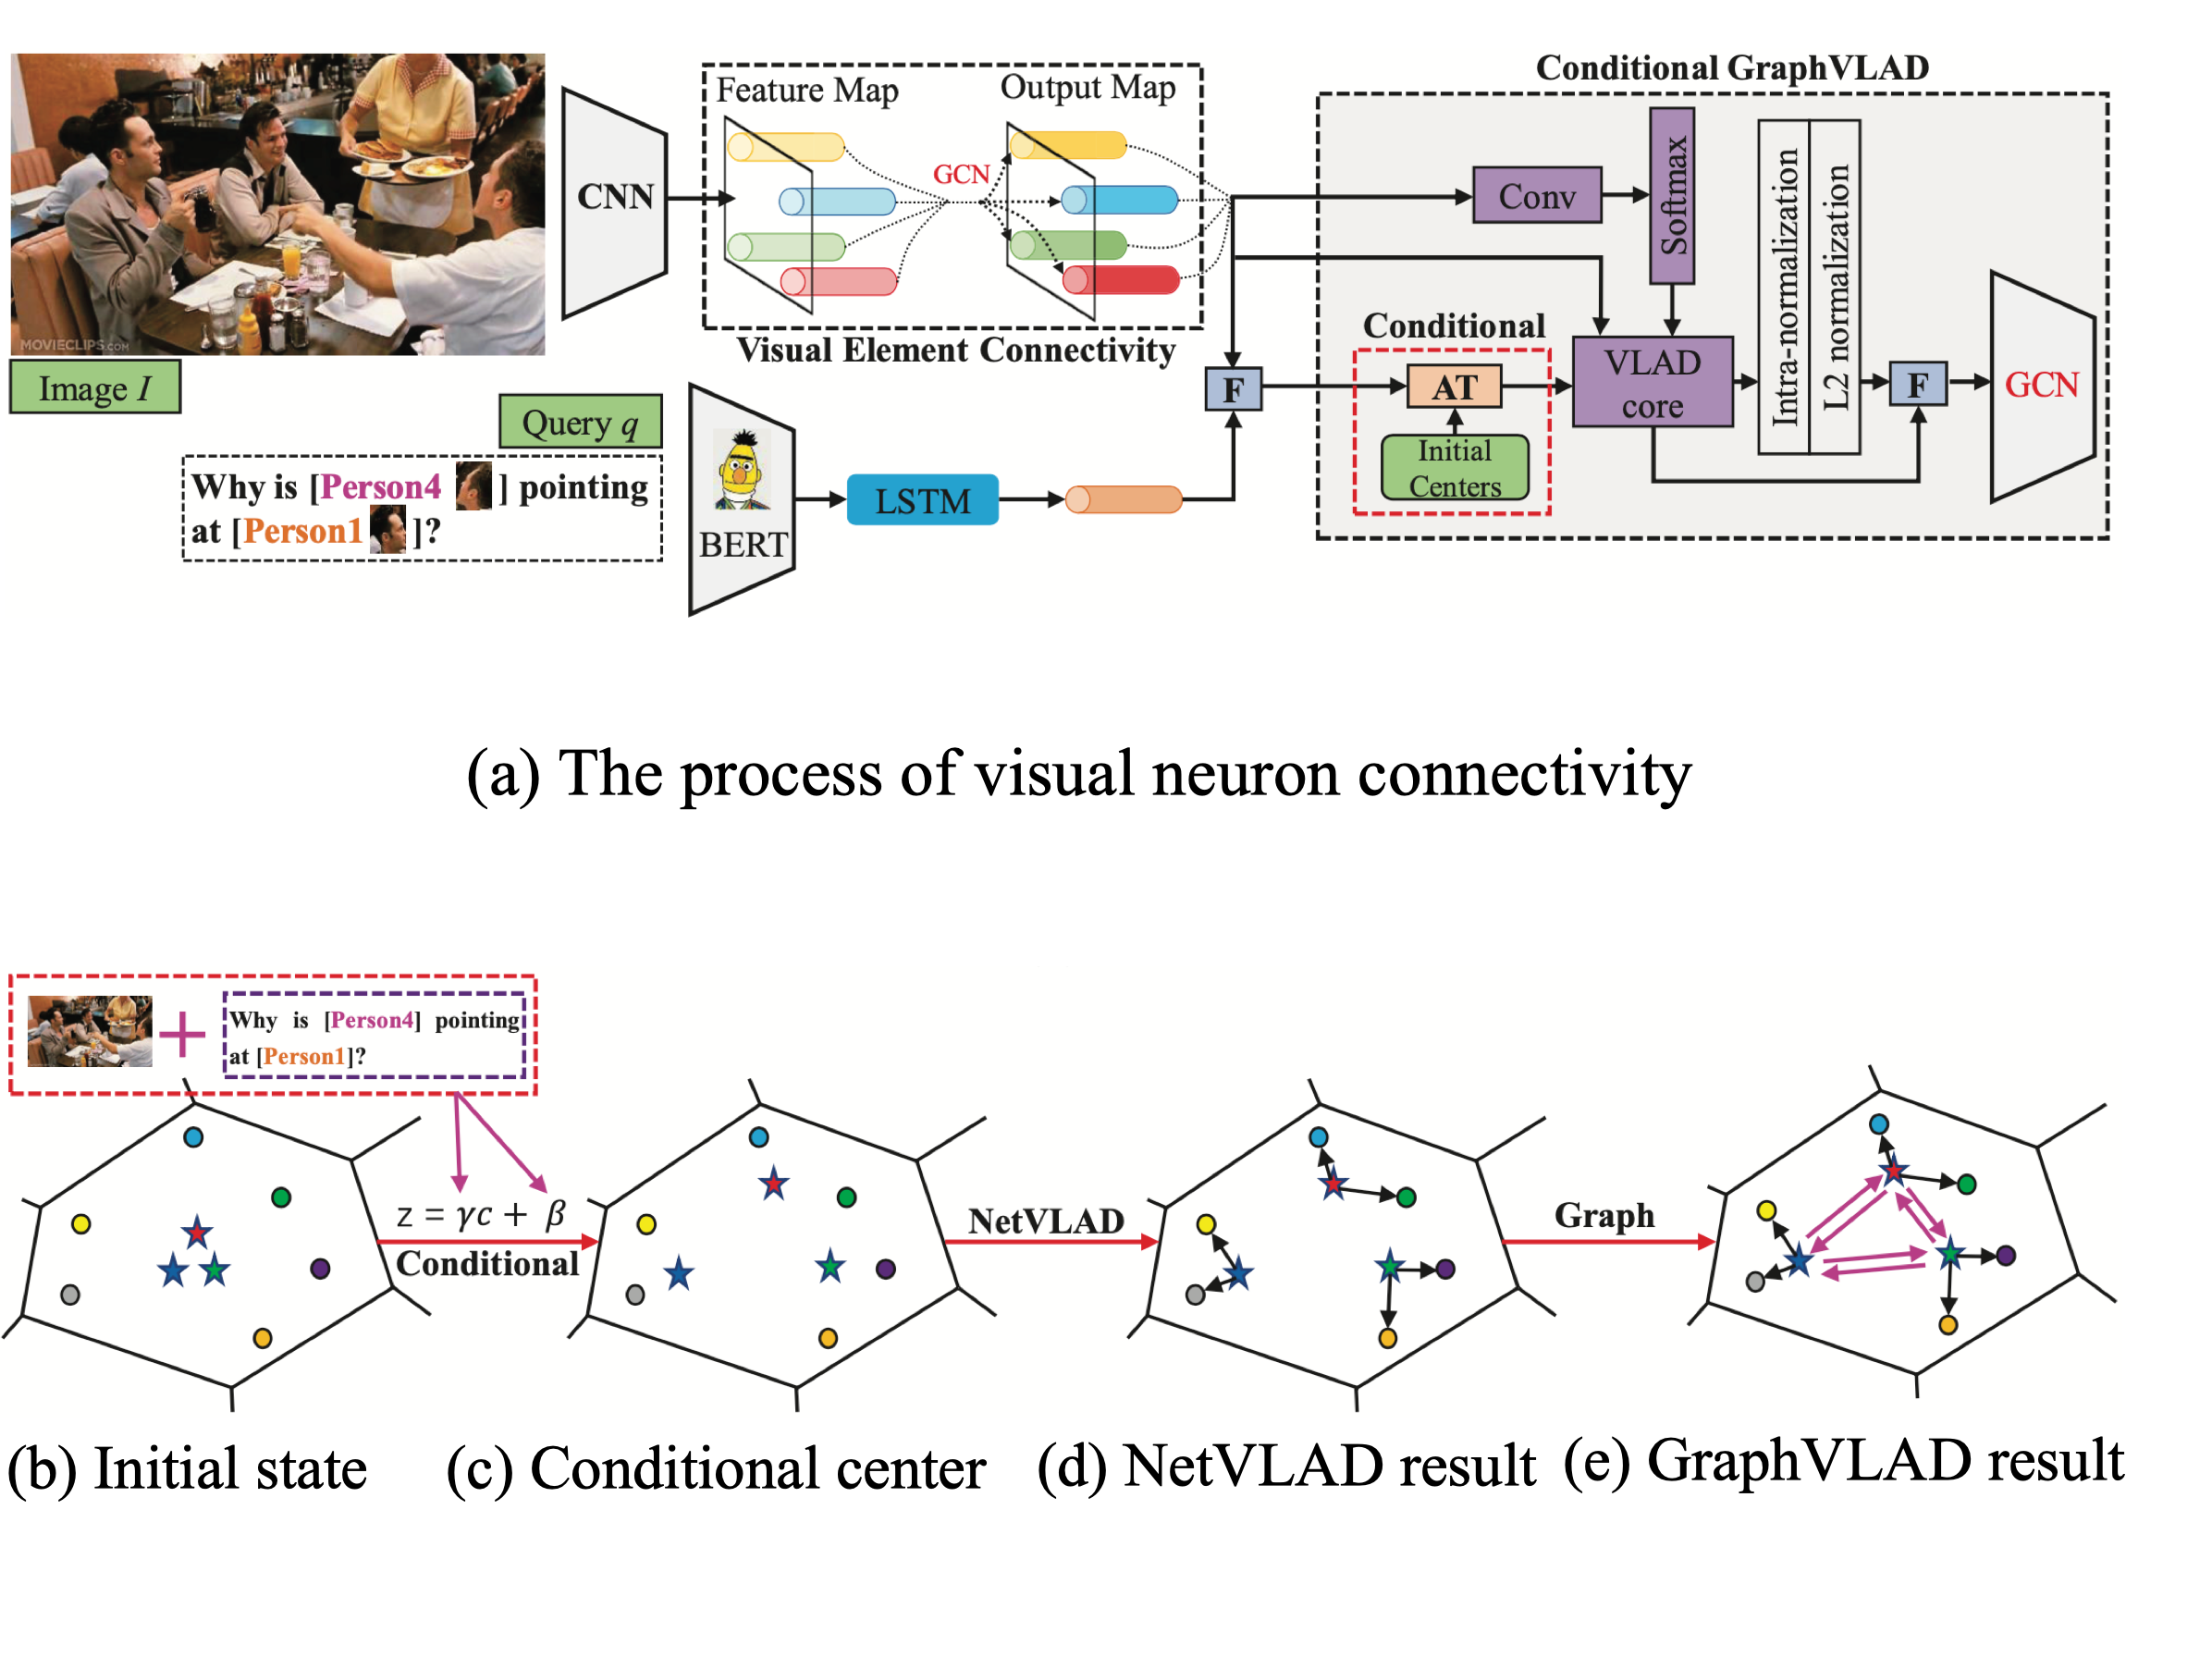 Conditional GraphVLAD
Feature Map
Output Map
GCN
CNN
Conv
Softmax
Intra-normalization
L2 normalization
MOVIECLIPS.COM
Visual Element Connectivity
Conditional
Image I
Query q
F
AT
VLAD
core
F
GCN
Initial
Centers
Why is [Person4 ] pointing
at [Person1 ]?
BERT
LSTM
(a) The process of visual neuron connectivity
Why is [Person4] pointing
at [Person1]?
z = γc + β
Conditional
NetVLAD
Graph
(b) Initial state
(c) Conditional center
(d) NetVLAD result
(e) GraphVLAD result